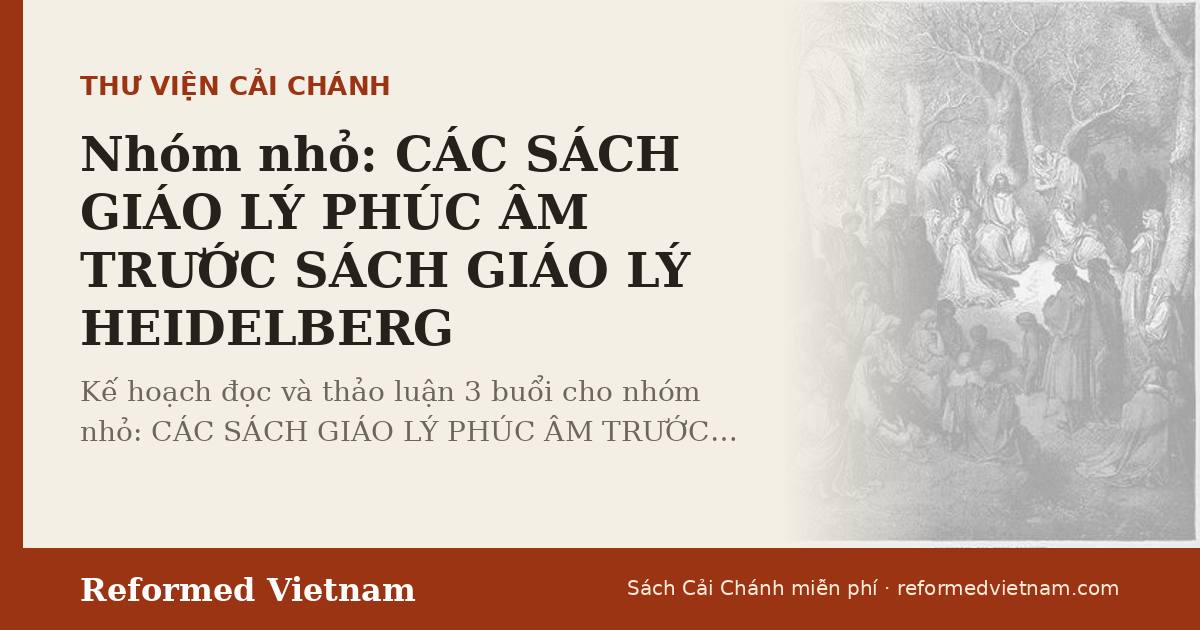 THƯ VIỆN CẢI CHÁNH
Nhóm nhỏ: CÁC SÁCH
GIÁO LÝ PHÚC ÂM
TRƯỚC SÁCH GIÁO LÝ
HEIDELBERG
Kế hoạch đọc và thảo luận 3 buổi cho nhóm
nhỏ: CÁC SÁCH GIÁO LÝ PHÚC ÂM TRƯỚC...
Reformed Vietnam
Sách Cải Chánh miễn phí · reformedvietnam.com